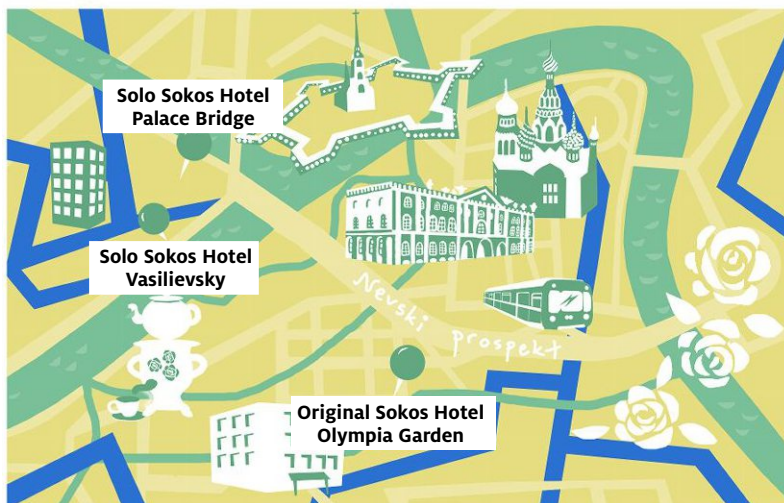 Solo Sokos Hotel
Palace Bridge
Solo Sokos Hotel
Vasilievsky
Nevski prospekt
Original Sokos Hotel
Olympia Garden